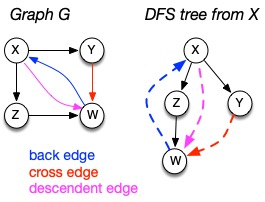 Graph G
DFS tree from X
X
Y
Z
W
X
Z
Y
W
back edge
cross edge
descendent edge